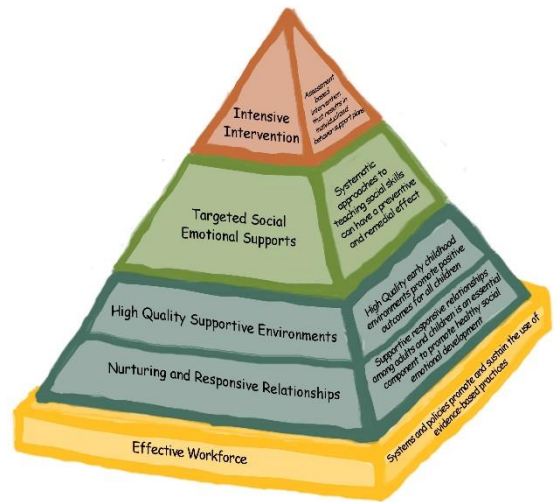 Intensive
Intervention
Assessment
based
intervention
that results in
individualized
behavior support plans
Targeted Social
Emotional Supports
Systematic
approaches to
teaching social skills
can have a preventive
and remedial effect
High Quality Supportive Environments
High Quality early childhood
environments promote positive
outcomes for all children
Nurturing and Responsive Relationships
Supportive responsive relationships
among adults and children is an essential
component to promote healthy social
emotional development
Effective Workforce
Systems and policies promote and sustain the use of
evidence-based practices